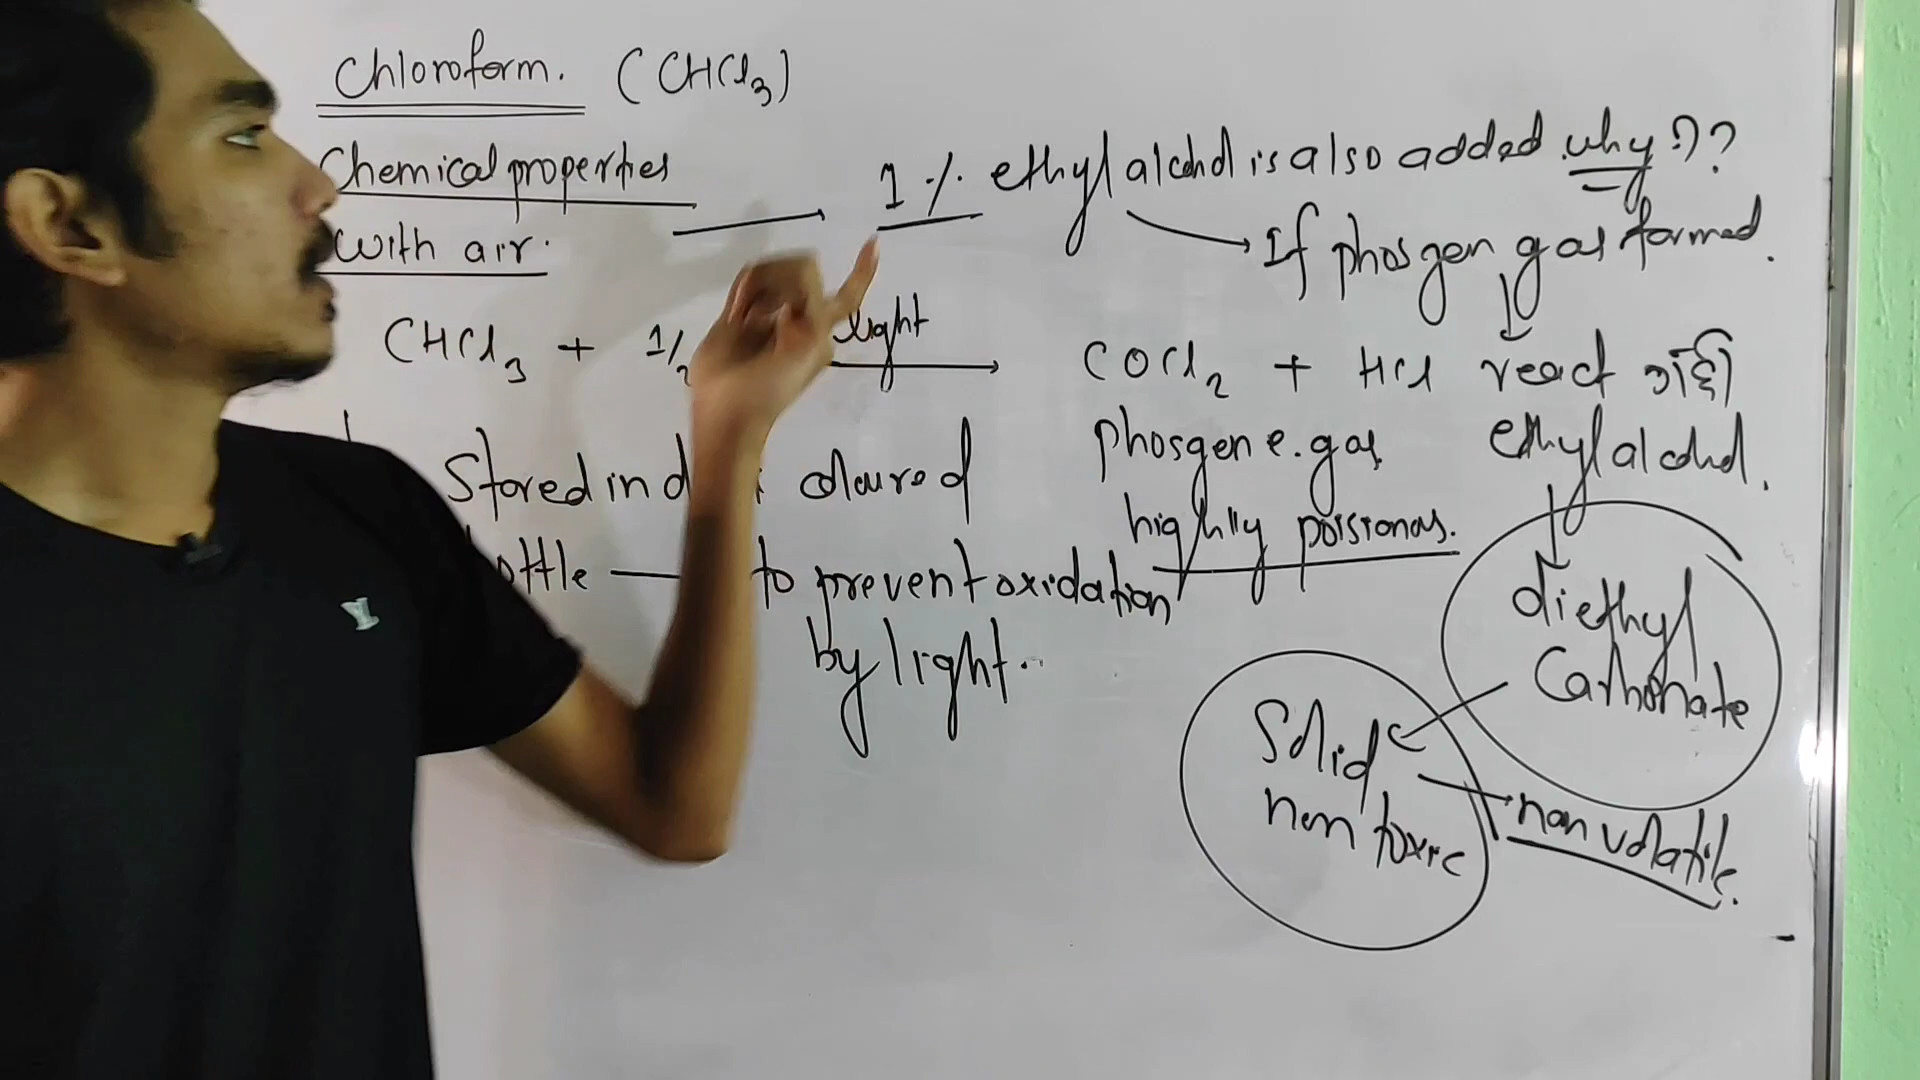 Chloroform. (CHCl3)
Chemical properties
with air.
1 % ethyl alcohol is also added why ??
If phosgen gas formed.
CHCl3 + 1/2 light COCl2 + HCl
react गर्छ
ethyl alcohol.
phosgene. gas
highly poisionous.
Stored in d coloured
ottle — to prevent oxidation
by light.
diethyl
Carbonate
Solid
non toxic
non volatile.